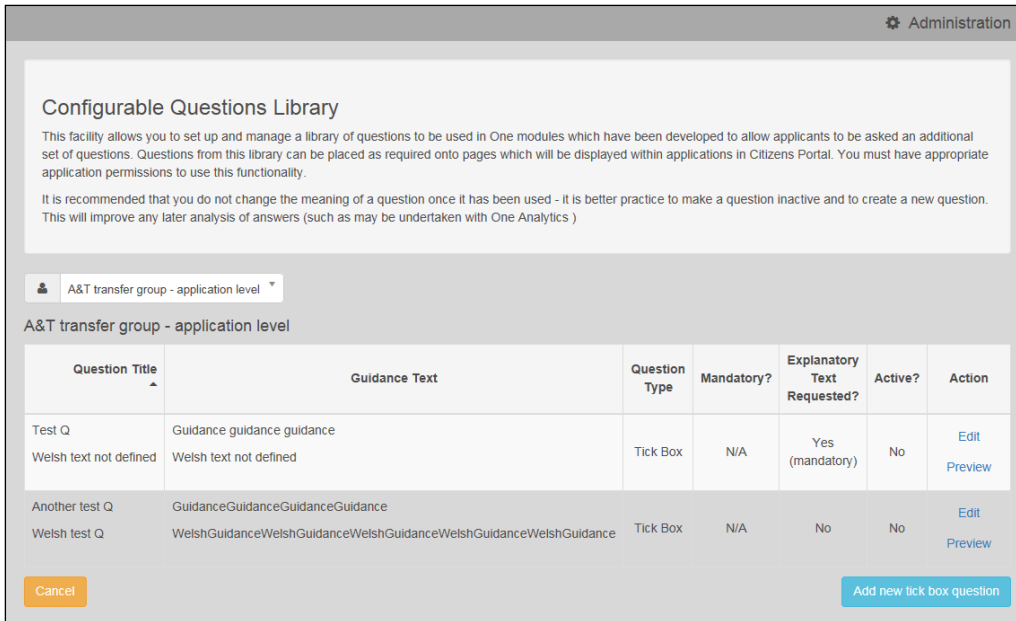 Administration
Configurable Questions Library
This facility allows you to set up and manage a library of questions to be used in One modules which have been developed to allow applicants to be asked an additional
set of questions. Questions from this library can be placed as required onto pages which will be displayed within applications in Citizens Portal. You must have appropriate
application permissions to use this functionality.
It is recommended that you do not change the meaning of a question once it has been used - it is better practice to make a question inactive and to create a new question.
This will improve any later analysis of answers (such as may be undertaken with One Analytics )
A&T transfer group - application level
A&T transfer group - application level
Question Title
Guidance Text
Question
Type
Mandatory?
Explanatory
Text
Requested?
Active?
Action
Test Q
Welsh text not defined
Guidance guidance guidance
Welsh text not defined
Tick Box
N/A
Yes
(mandatory)
No
Edit
Preview
Another test Q
Welsh test Q
GuidanceGuidanceGuidanceGuidance
WelshGuidanceWelshGuidanceWelshGuidanceWelshGuidanceWelshGuidance
Tick Box
N/A
No
No
Edit
Preview
Cancel
Add new tick box question